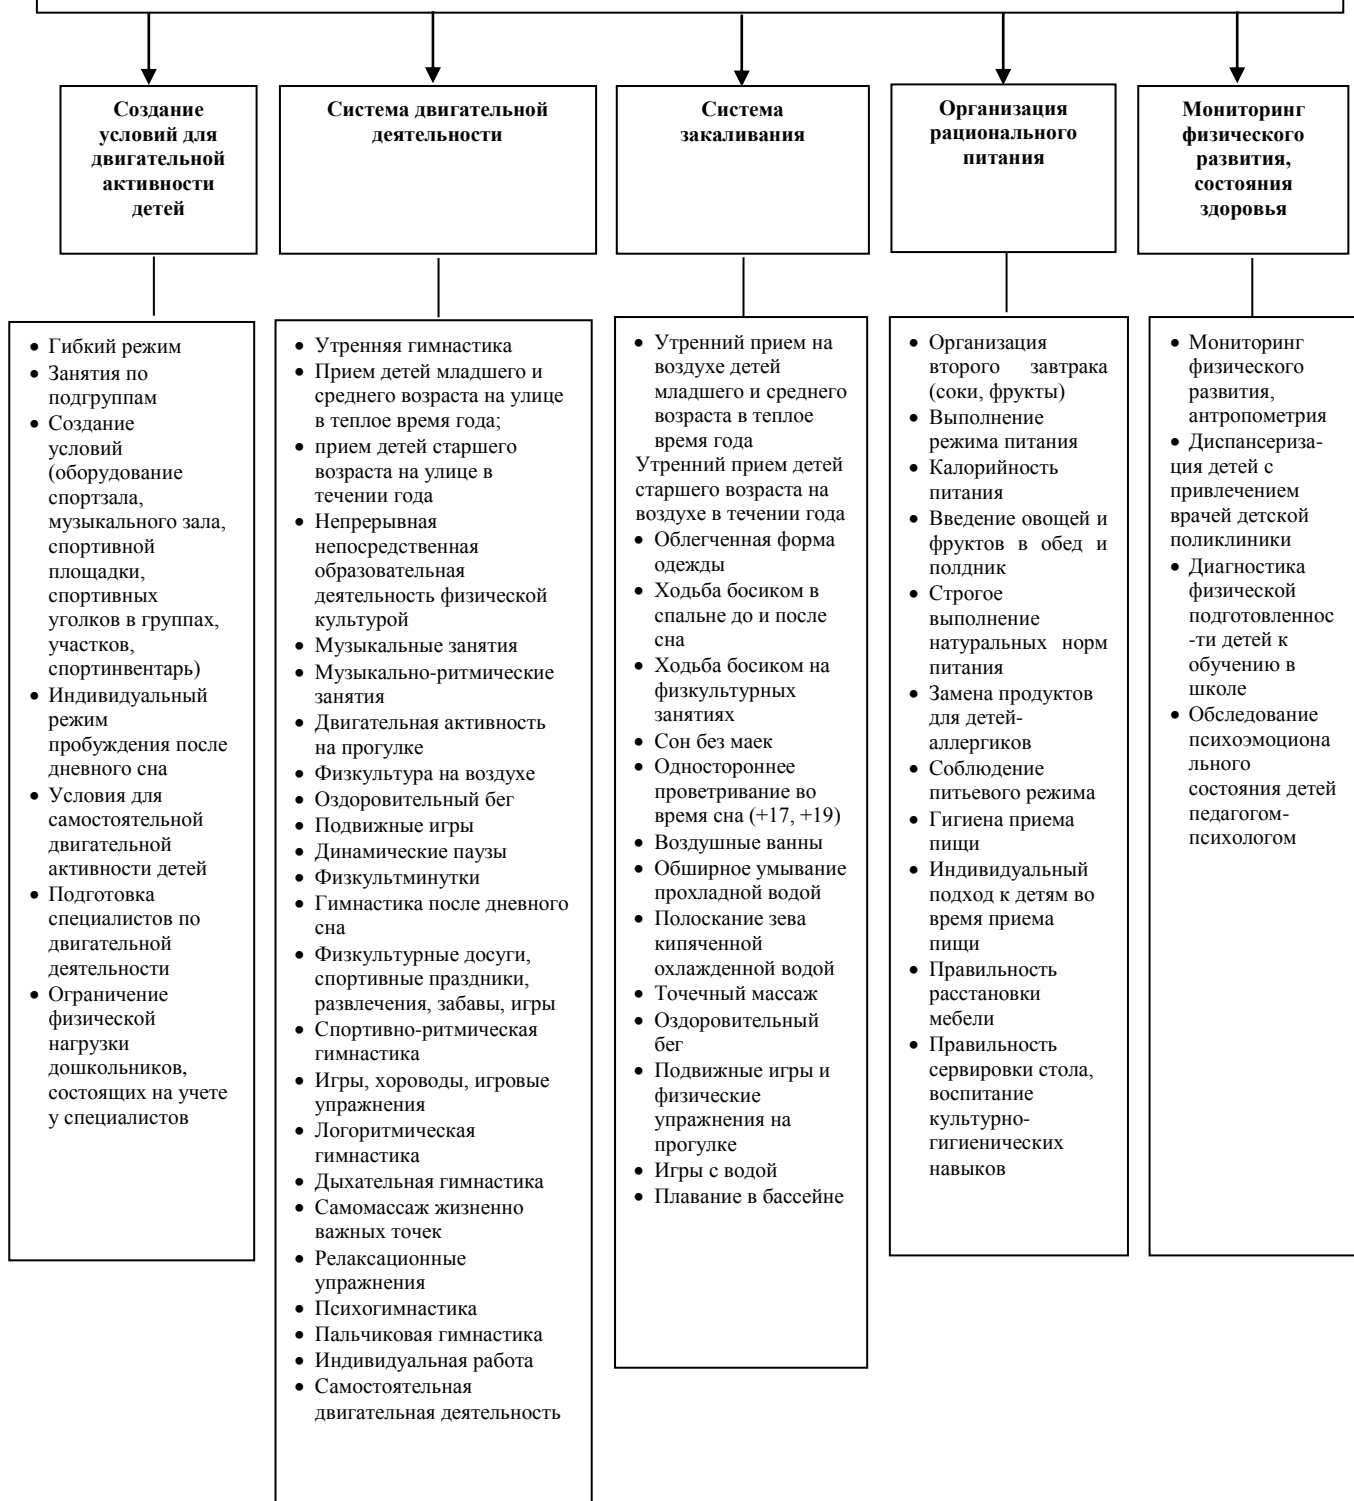 Создание
условий для
двигательной
активности
детей
Система двигательной
деятельности
Система
закаливания
Организация
рационального
питания
Мониторинг
физического
развития,
состояния
здоровья
• Гибкий режим
• Занятия по
подгруппам
• Создание
условий
(оборудование
спортзала,
музыкального зала,
спортивной
площадки,
спортивных
уголков в группах,
участков,
спортинвентарь)
• Индивидуальный
режим
пробуждения после
дневного сна
• Условия для
самостоятельной
двигательной
активности детей
• Подготовка
специалистов по
двигательной
деятельности
• Ограничение
физической
нагрузки
дошкольников,
состоящих на учете
у специалистов
• Утренняя гимнастика
• Прием детей младшего и
среднего возраста на улице
в теплое время года;
• прием детей старшего
возраста на улице в
течении года
• Непрерывная
непосредственная
образовательная
деятельность физической
культурой
• Музыкальные занятия
• Музыкально-ритмические
занятия
• Двигательная активность
на прогулке
• Физкультура на воздухе
• Оздоровительный бег
• Подвижные игры
• Динамические паузы
• Физкультминутки
• Гимнастика после дневного
сна
• Физкультурные досуги,
спортивные праздники,
развлечения, забавы, игры
• Спортивно-ритмическая
гимнастика
• Игры, хороводы, игровые
упражнения
• Логоритмическая
гимнастика
• Дыхательная гимнастика
• Самомассаж жизненно
важных точек
• Релаксационные
упражнения
• Психогимнастика
• Пальчиковая гимнастика
• Индивидуальная работа
• Самостоятельная
двигательная деятельность
• Утренний прием на
воздухе детей
младшего и среднего
возраста в теплое
время года
Утренний прием детей
старшего возраста на
воздухе в течении года
• Облегченная форма
одежды
• Ходьба босиком в
спальне до и после
сна
• Ходьба босиком на
физкультурных
занятиях
• Сон без маек
• Одностороннее
проветривание во
время сна (+17, +19)
• Воздушные ванны
• Обширное умывание
прохладной водой
• Полоскание зева
кипяченной
охлажденной водой
• Точечный массаж
• Оздоровительный
бег
• Подвижные игры и
физические
упражнения на
прогулке
• Игры с водой
• Плавание в бассейне
• Организация
второго завтрака
(соки, фрукты)
• Выполнение
режима питания
• Калорийность
питания
• Введение овощей и
фруктов в обед и
полдник
• Строгое
выполнение
натуральных норм
питания
• Замена продуктов
для детей-
аллергиков
• Соблюдение
питьевого режима
• Гигиена приема
пищи
• Индивидуальный
подход к детям во
время приема
пищи
• Правильность
расстановки
мебели
• Правильность
сервировки стола,
воспитание
культурно-
гигиенических
навыков
• Мониторинг
физического
развития,
антропометрия
• Диспансериза-
ция детей с
привлечением
врачей детской
поликлиники
• Диагностика
физической
подготовленнос
-ти детей к
обучению в
школе
• Обследование
психоэмоциона
льного
состояния детей
педагогом-
психологом